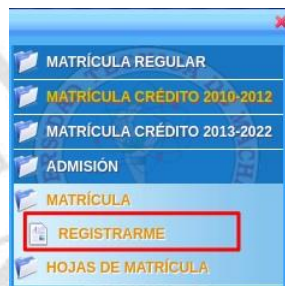 MATRÍCULA REGULAR
MATRÍCULA CRÉDITO 2010-2012
MATRÍCULA CRÉDITO 2013-2022
ADMISIÓN
MATRÍCULA
REGISTRARME
HOJAS DE MATRÍCULA